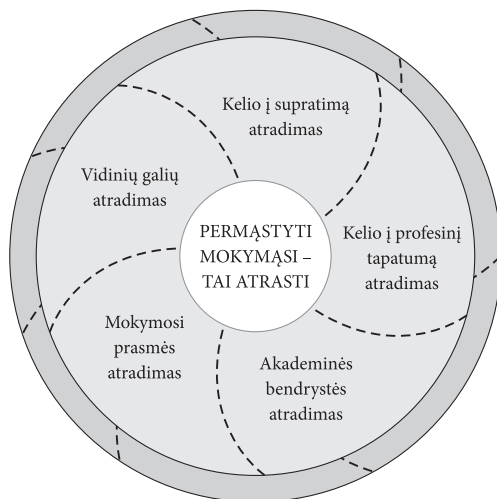 Kelio į supratimą
atradimas
Vidinių galių
atradimas
PERMĄSTYTI
MOKYMĄSI –
TAI ATRASTI
Kelio į profesinį
tapatumą
atradimas
Mokymosi
prasmės
atradimas
Akademinės
bendrystės
atradimas